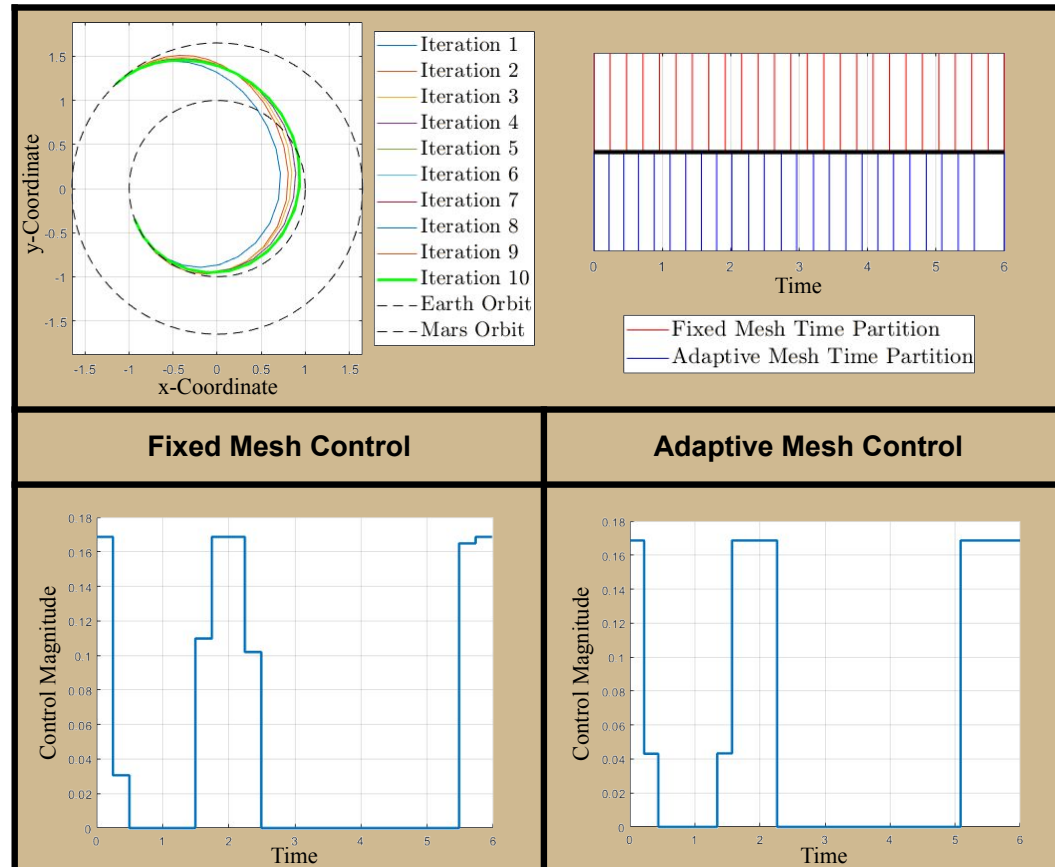 1.5
1
0.5
0
-0.5
-1
-1.5
y-Coordinate
-1.5 -1 -0.5 0 0.5 1 1.5
x-Coordinate
Iteration 1
Iteration 2
Iteration 3
Iteration 4
Iteration 5
Iteration 6
Iteration 7
Iteration 8
Iteration 9
Iteration 10
Earth Orbit
Mars Orbit
0 1 2 3 4 5 6
Time
Fixed Mesh Time Partition
Adaptive Mesh Time Partition
Fixed Mesh Control
Adaptive Mesh Control
0.18
0.16
0.14
0.12
0.1
0.08
0.06
0.04
0.02
0
Control Magnitude
0 1 2 3 4 5 6
Time
0.18
0.16
0.14
0.12
0.1
0.08
0.06
0.04
0.02
0
Control Magnitude
0 1 2 3 4 5 6
Time